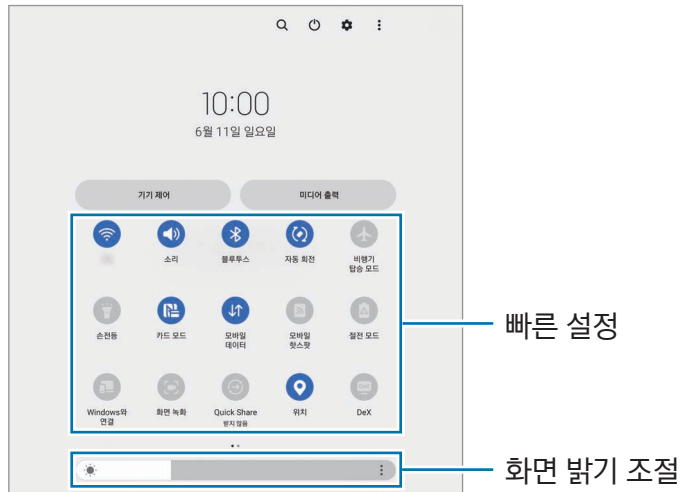 10:00
6월 11일 일요일
기기 제어
미디어 출력
소리
블루투스
자동 회전
비행기
탑승 모드
손전등
카드 모드
모바일
데이터
모바일
핫스팟
절전 모드
Windows와
연결
화면 녹화
Quick Share
받지 않음
위치
DeX
빠른 설정
화면 밝기 조절